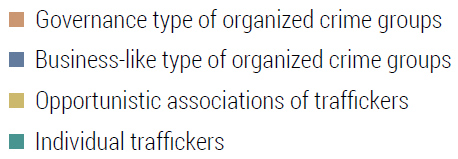 Governance type of organized crime groups
Business-like type of organized crime groups
Opportunistic associations of traffickers
Individual traffickers